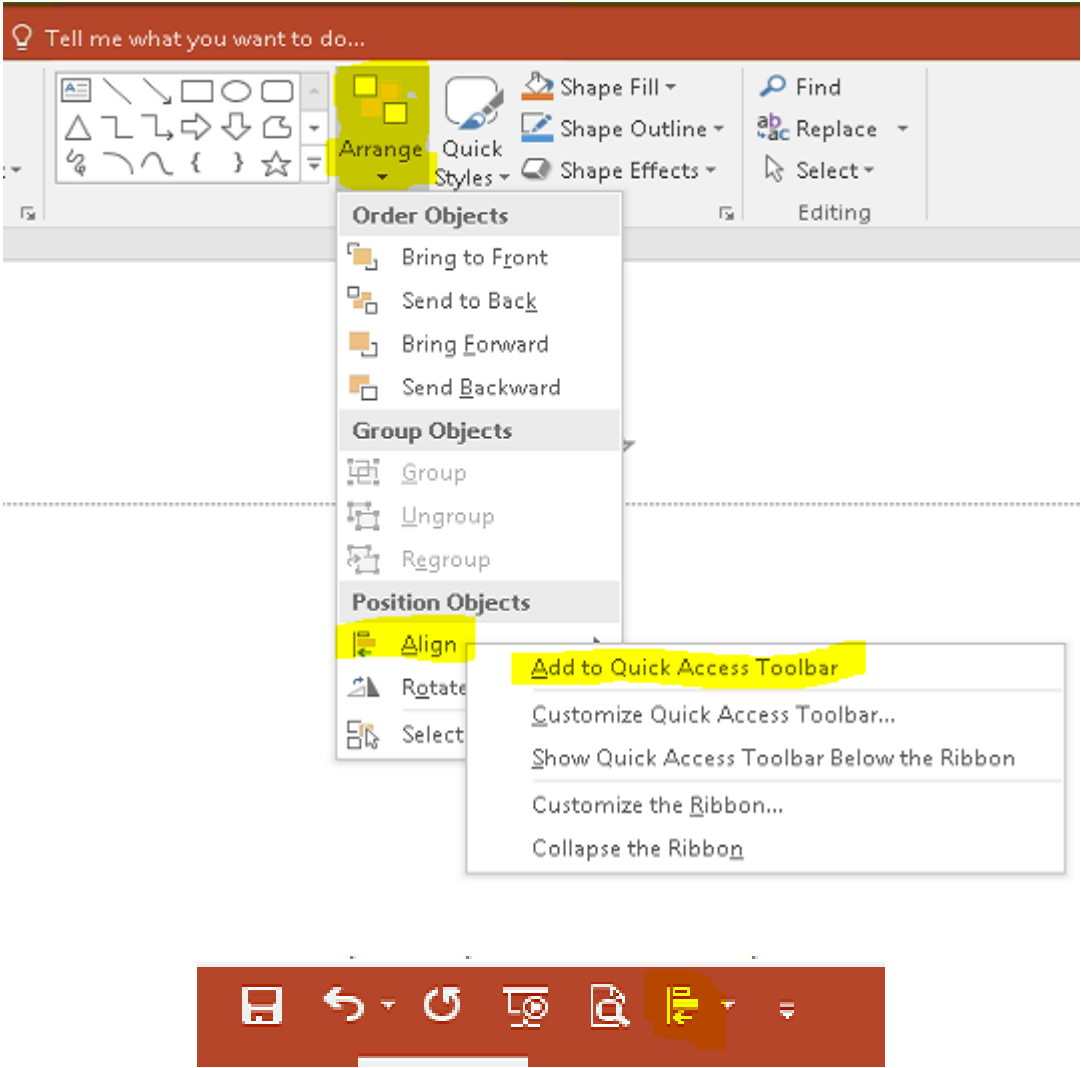 Tell me what you want to do...
Shape Fill
Find
Shape Outline
ab
ac Replace
Arrange
Quick
Styles
Shape Effects
Select
Editing
Order Objects
Bring to Front
Send to Back
Bring Forward
Send Backward
Group Objects
Group
Ungroup
Regroup
Position Objects
Align
Rotate
Select
Add to Quick Access Toolbar
Customize Quick Access Toolbar...
Show Quick Access Toolbar Below the Ribbon
Customize the Ribbon...
Collapse the Ribbon